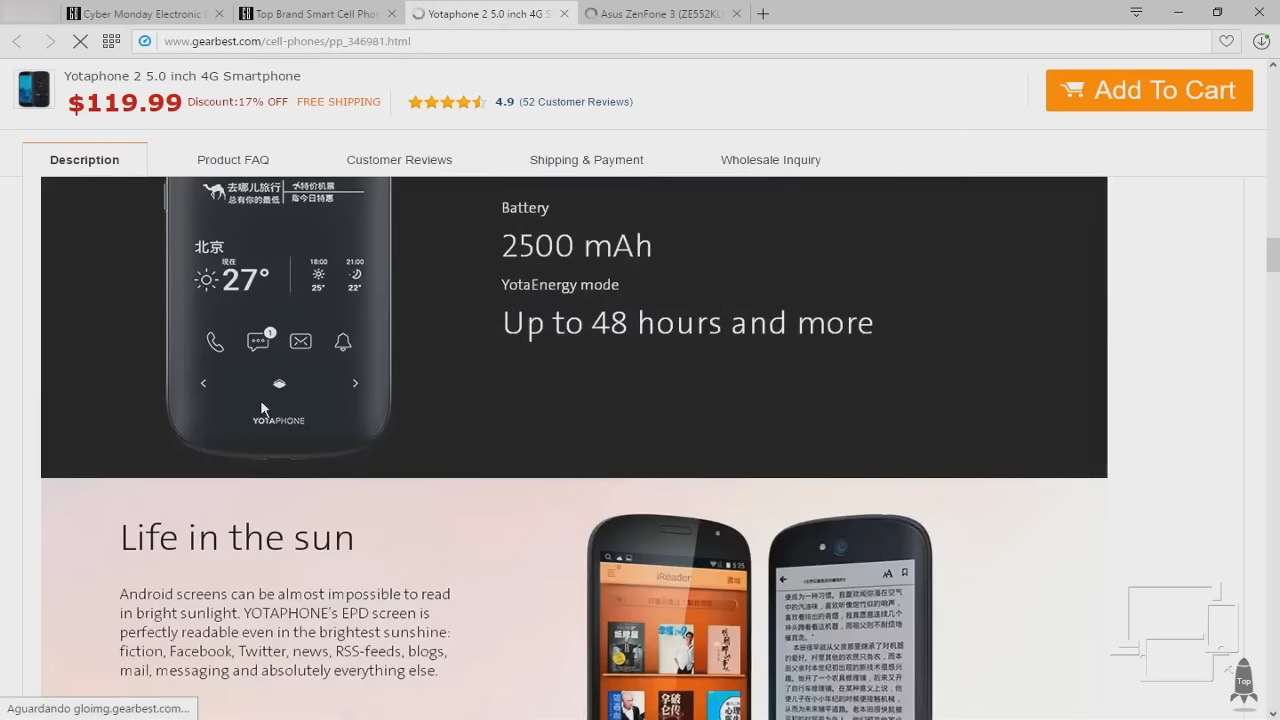 Cyber Monday Electronic
Top Brand Smart Cell Pho
Yotaphone 2 5.0 inch 4G S
Asus ZenFone 3 (ZE552KL
www.gearbest.com/cell-phones/pp_346981.html
Yotaphone 2 5.0 inch 4G Smartphone
$119.99 Discount:17% OFF FREE SHIPPING 4.9 (52 Customer Reviews)
Add To Cart
Description
Product FAQ
Customer Reviews
Shipping & Payment
Wholesale Inquiry
去哪儿旅行
总有你的最低
特价机票
今日特惠
北京
现在
27°
18:00
25°
21:00
22°
1
YOTAPHONE
Battery
2500 mAh
YotaEnergy mode
Up to 48 hours and more
Life in the sun
Android screens can be almost impossible to read
in bright sunlight. YOTAPHONE's EPD screen is
perfectly readable even in the brightest sunshine:
fiction, Facebook, Twitter, news, RSS-feeds, blogs,
mail, messaging and absolutely everything else.
iReader
AA
Top
Aguardando gloimg.gearbest.com...